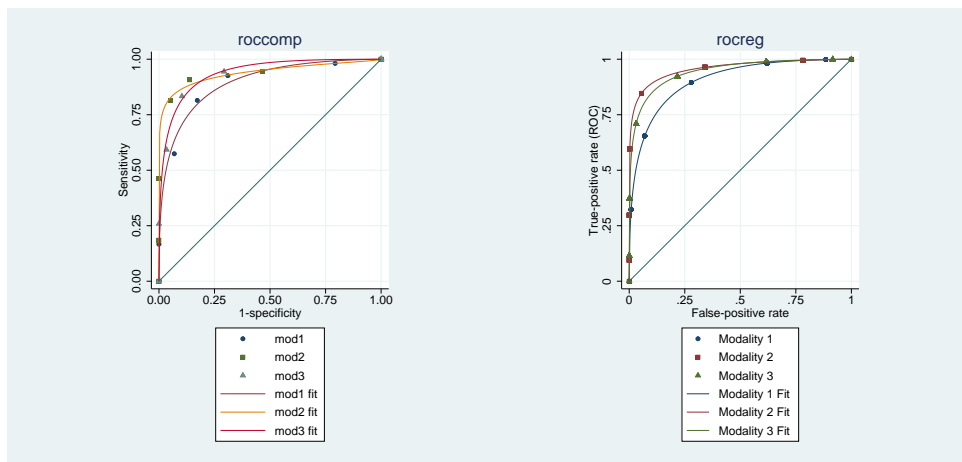 roccomp
Sensitivity
1.00
0.75
0.50
0.25
0.00
0.00 0.25 0.50 0.75 1.00
1-specificity
mod1
mod2
mod3
mod1 fit
mod2 fit
mod3 fit
rocreg
True-positive rate (ROC)
1
.75
.5
.25
0
0 .25 .5 .75 1
False-positive rate
Modality 1
Modality 2
Modality 3
Modality 1 Fit
Modality 2 Fit
Modality 3 Fit